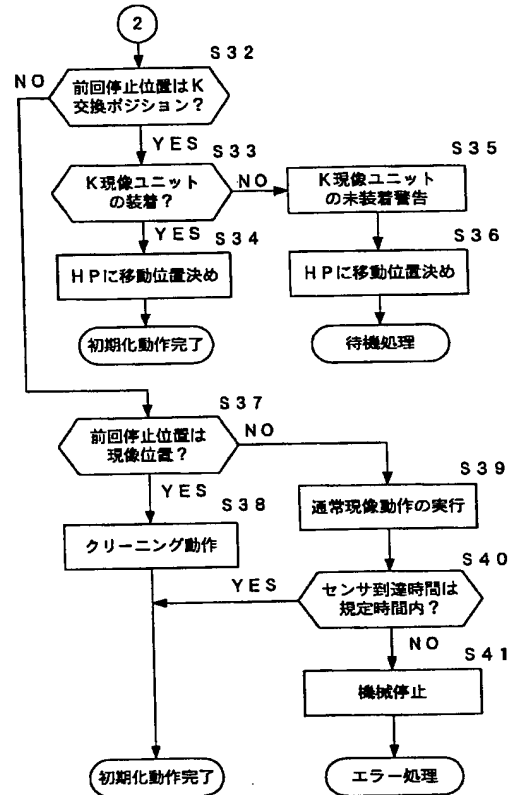 2
S32
NO
前回停止位置はK
交換ポジション?
YES
S33
K現像ユニット
の装着?
NO
S35
K現像ユニット
の未装着警告
YES
S34
HPに移動位置決め
S36
HPに移動位置決め
初期化動作完了
待機処理
S37
前回停止位置は
現像位置?
NO
YES
S38
クリーニング動作
S39
通常現像動作の実行
S40
センサ到達時間は
規定時間内?
YES
NO
S41
機械停止
初期化動作完了
エラー処理